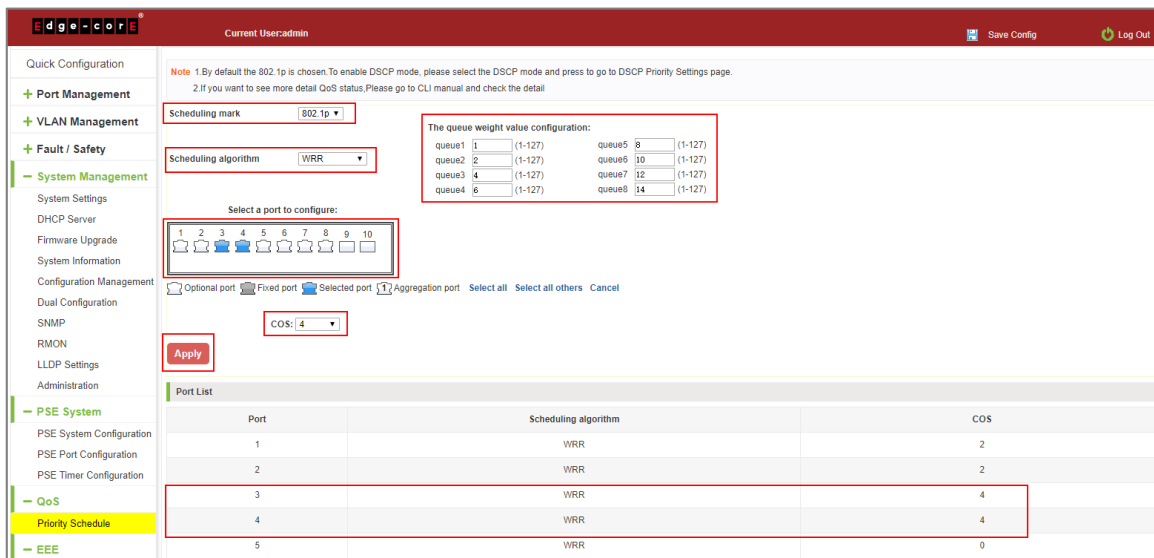 Edge-corE®
Current User:admin
Save Config
Log Out
Quick Configuration
+ Port Management
+ VLAN Management
+ Fault / Safety
− System Management
System Settings
DHCP Server
Firmware Upgrade
System Information
Configuration Management
Dual Configuration
SNMP
RMON
LLDP Settings
Administration
− PSE System
PSE System Configuration
PSE Port Configuration
PSE Timer Configuration
− QoS
Priority Schedule
− EEE
Note 1.By default the 802.1p is chosen.To enable DSCP mode, please select the DSCP mode and press to go to DSCP Priority Settings page.
2.If you want to see more detail QoS status,Please go to CLI manual and check the detail
Scheduling mark 802.1p
Scheduling algorithm WRR
The queue weight value configuration:
queue1 1 (1-127) queue5 8 (1-127)
queue2 2 (1-127) queue6 10 (1-127)
queue3 4 (1-127) queue7 12 (1-127)
queue4 6 (1-127) queue8 14 (1-127)
Select a port to configure:
1 2 3 4 5 6 7 8 9 10
Optional port Fixed port Selected port 1 Aggregation port Select all Select all others Cancel
COS: 4
Apply
Port List
Port Scheduling algorithm COS
1 WRR 2
2 WRR 2
3 WRR 4
4 WRR 4
5 WRR 0